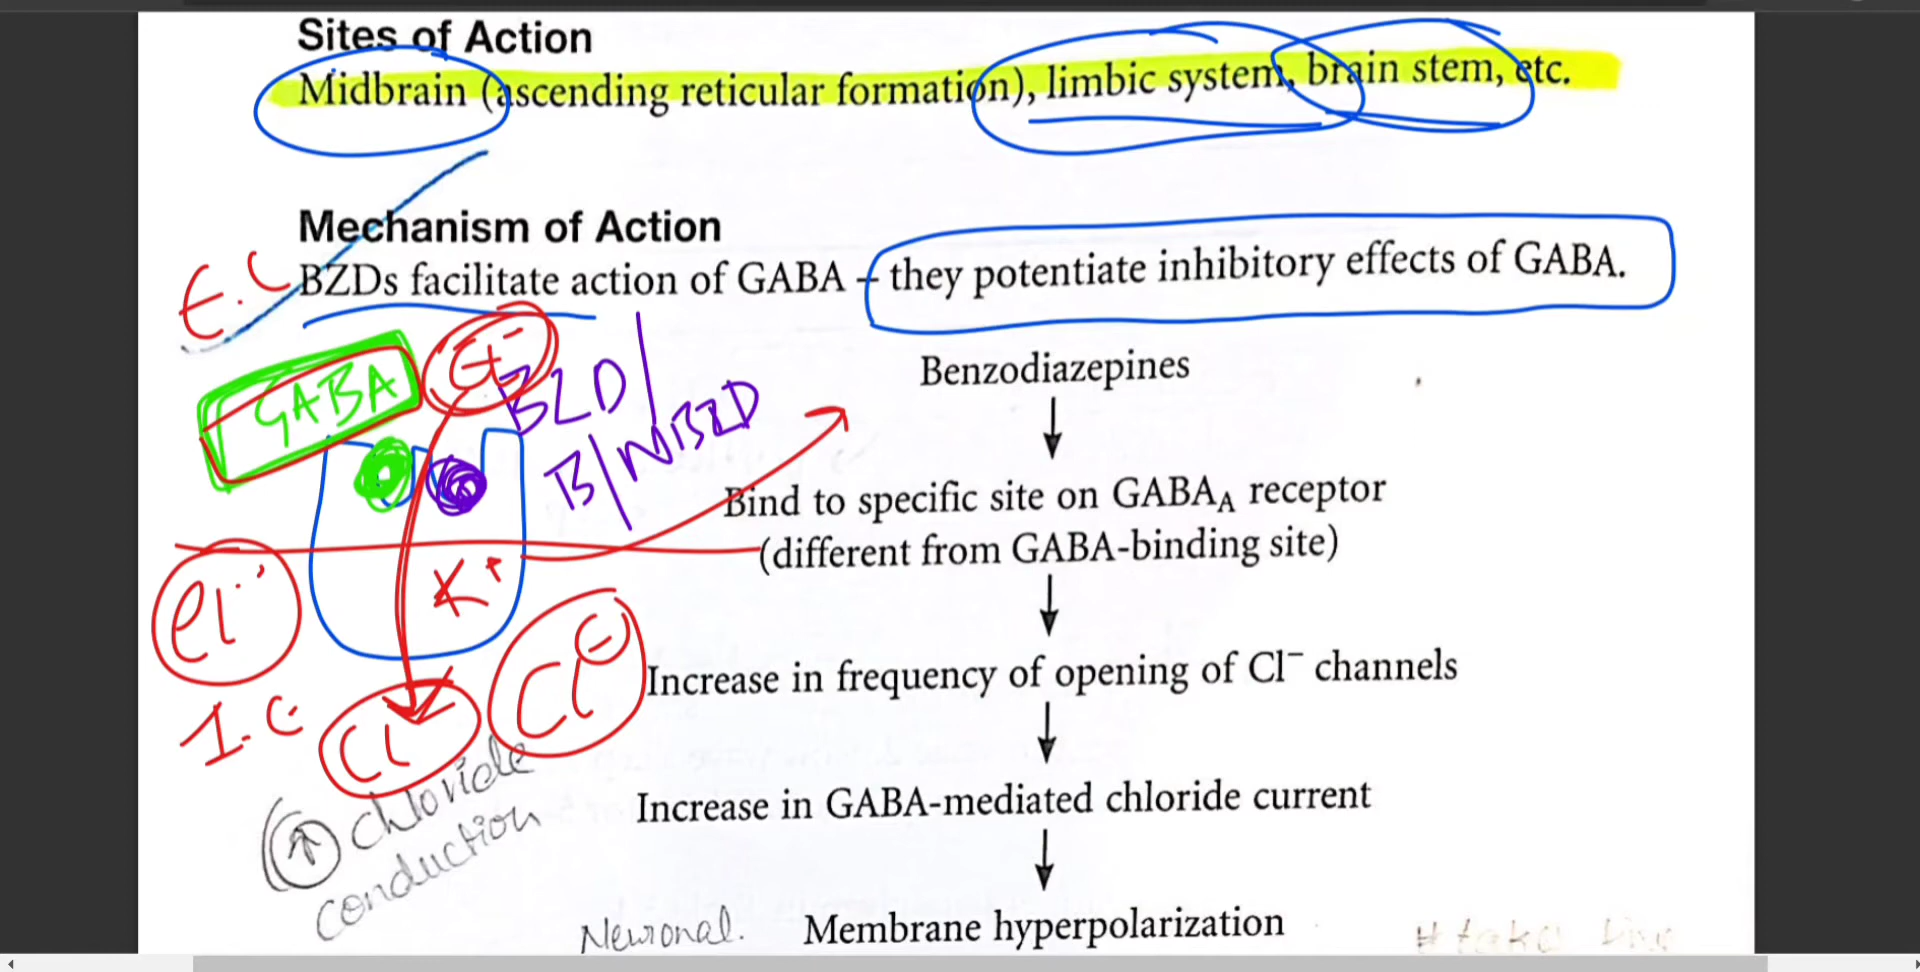 Sites of Action
Midbrain (ascending reticular formation), limbic system, brain stem, etc.
Mechanism of Action
E.C
BZDs facilitate action of GABA – they potentiate inhibitory effects of GABA.
GABA
BZD/
B/NBZD
Benzodiazepines
Bind to specific site on GABAA receptor
(different from GABA-binding site)
K+
Cl⊖
Increase in frequency of opening of Cl⁻ channels
I.C
Cl
↑ chloride
conduction
Increase in GABA-mediated chloride current
Neuronal.
Membrane hyperpolarization